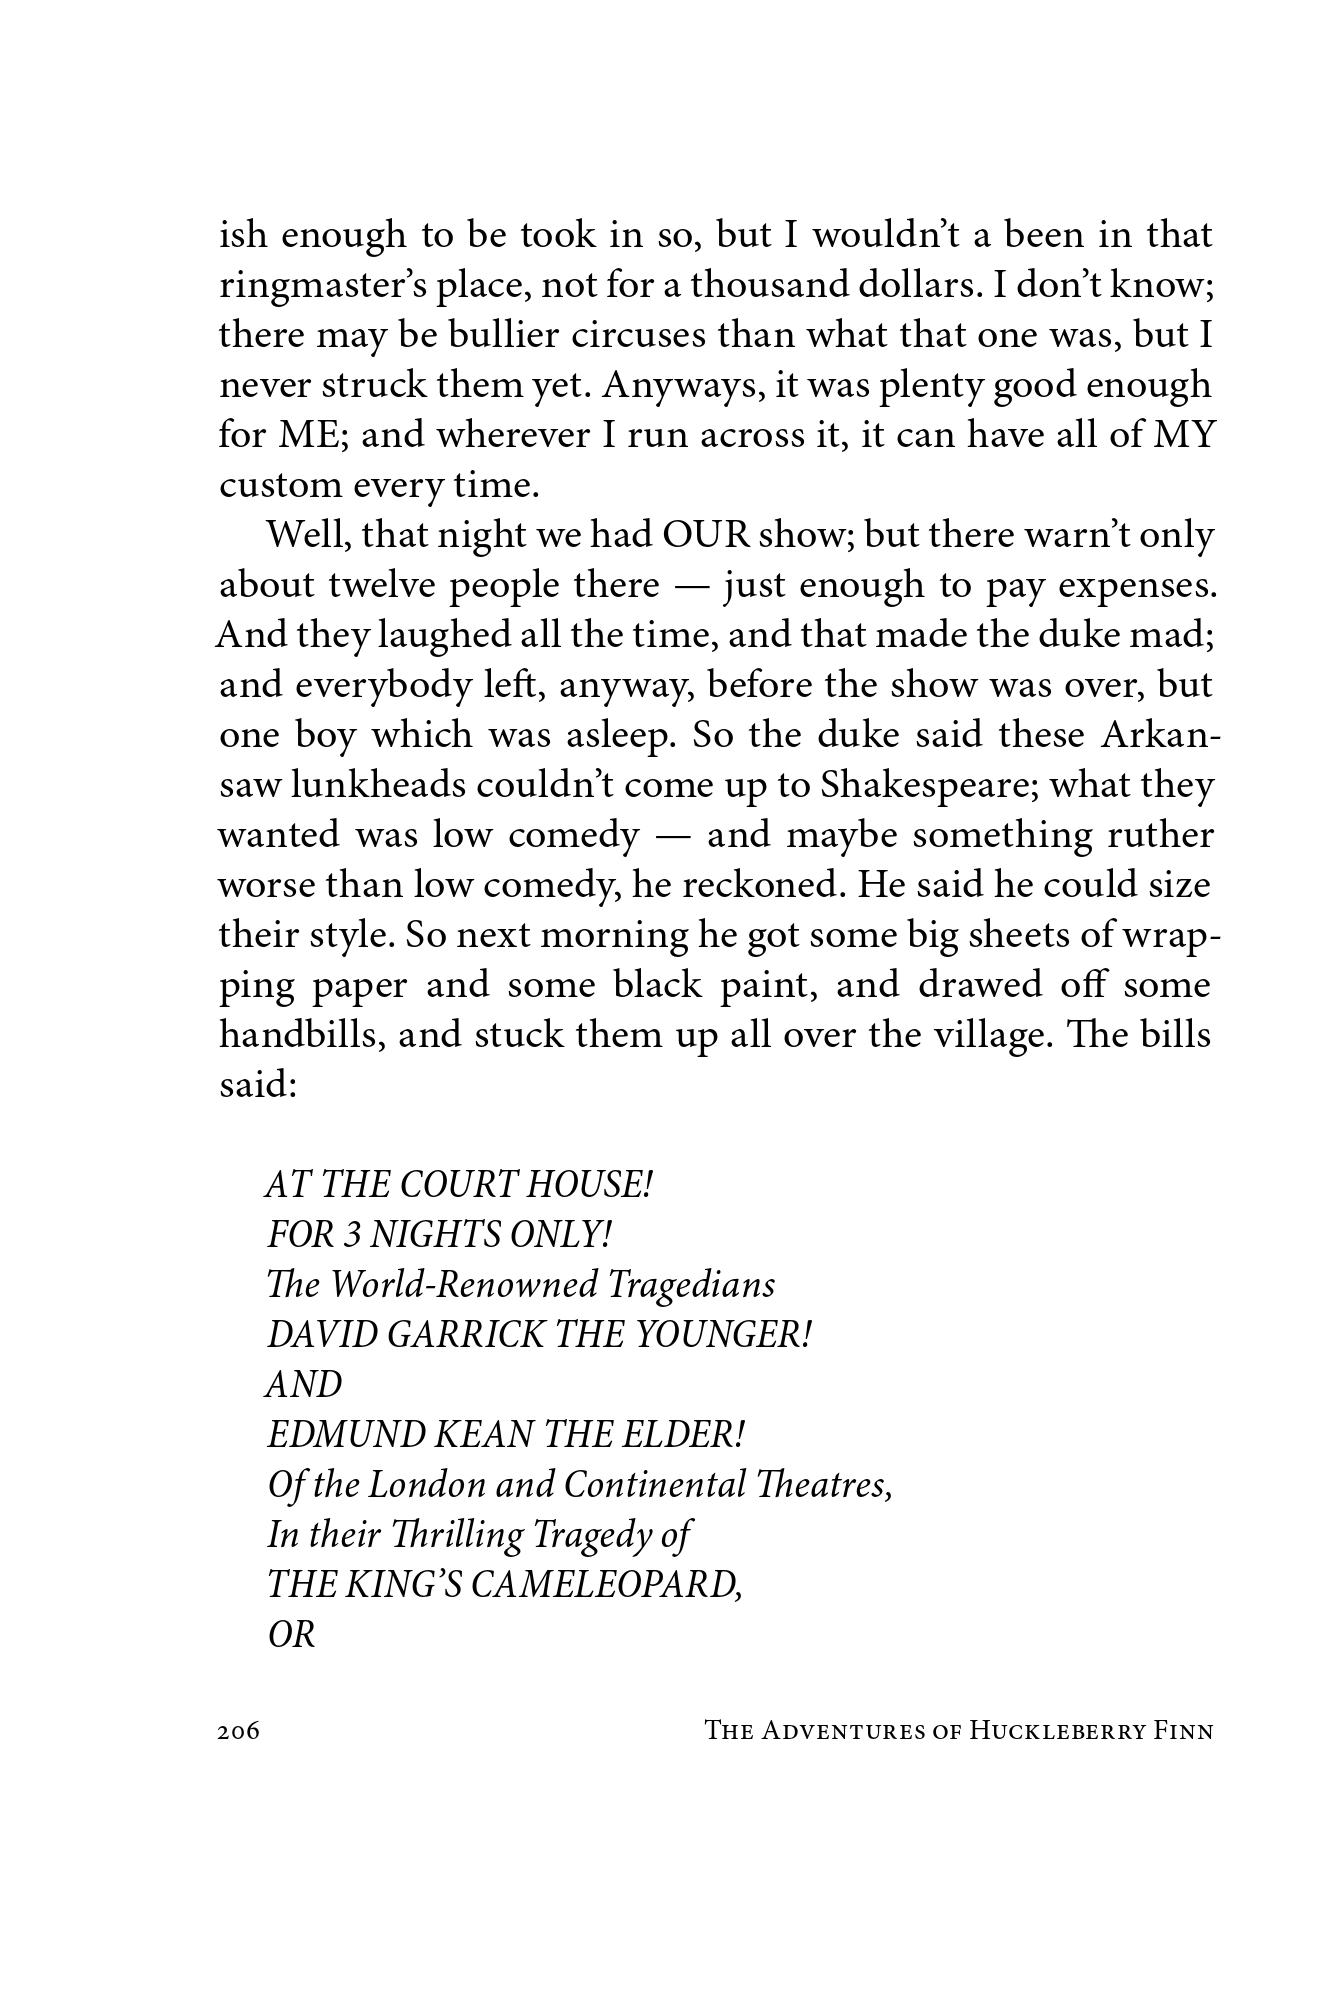 ish enough to be took in so, but I wouldn’t a been in that
ringmaster’s place, not for a thousand dollars. I don’t know;
there may be bullier circuses than what that one was, but I
never struck them yet. Anyways, it was plenty good enough
for ME; and wherever I run across it, it can have all of MY
custom every time.
Well, that night we had OUR show; but there warn’t only
about twelve people there — just enough to pay expenses.
And they laughed all the time, and that made the duke mad;
and everybody left, anyway, before the show was over, but
one boy which was asleep. So the duke said these Arkan-
saw lunkheads couldn’t come up to Shakespeare; what they
wanted was low comedy — and maybe something ruther
worse than low comedy, he reckoned. He said he could size
their style. So next morning he got some big sheets of wrap-
ping paper and some black paint, and drawed off some
handbills, and stuck them up all over the village. The bills
said:
AT THE COURT HOUSE!
FOR 3 NIGHTS ONLY!
The World-Renowned Tragedians
DAVID GARRICK THE YOUNGER!
AND
EDMUND KEAN THE ELDER!
Of the London and Continental Theatres,
In their Thrilling Tragedy of
THE KING’S CAMELEOPARD,
OR
206 The Adventures of Huckleberry Finn